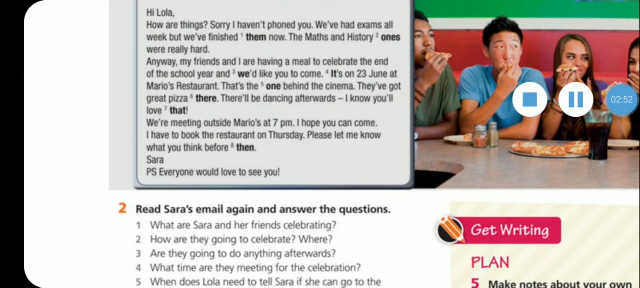 Hi Lola,
How are things? Sorry I haven't phoned you. We've had exams all
week but we've finished ¹ them now. The Maths and History ² ones
were really hard.
Anyway, my friends and I are having a meal to celebrate the end
of the school year and ³ we'd like you to come. ⁴ It's on 23 June at
Mario's Restaurant. That's the ⁵ one behind the cinema. They've got
great pizza ⁶ there. There'll be dancing afterwards – I know you'll
love ⁷ that!
We're meeting outside Mario's at 7 pm. I hope you can come.
I have to book the restaurant on Thursday. Please let me know
what you think before ⁸ then.
Sara
PS Everyone would love to see you!
02:52
2 Read Sara's email again and answer the questions.
1 What are Sara and her friends celebrating?
2 How are they going to celebrate? Where?
3 Are they going to do anything afterwards?
4 What time are they meeting for the celebration?
5 When does Lola need to tell Sara if she can go to the
Get Writing
PLAN
5 Make notes about your own